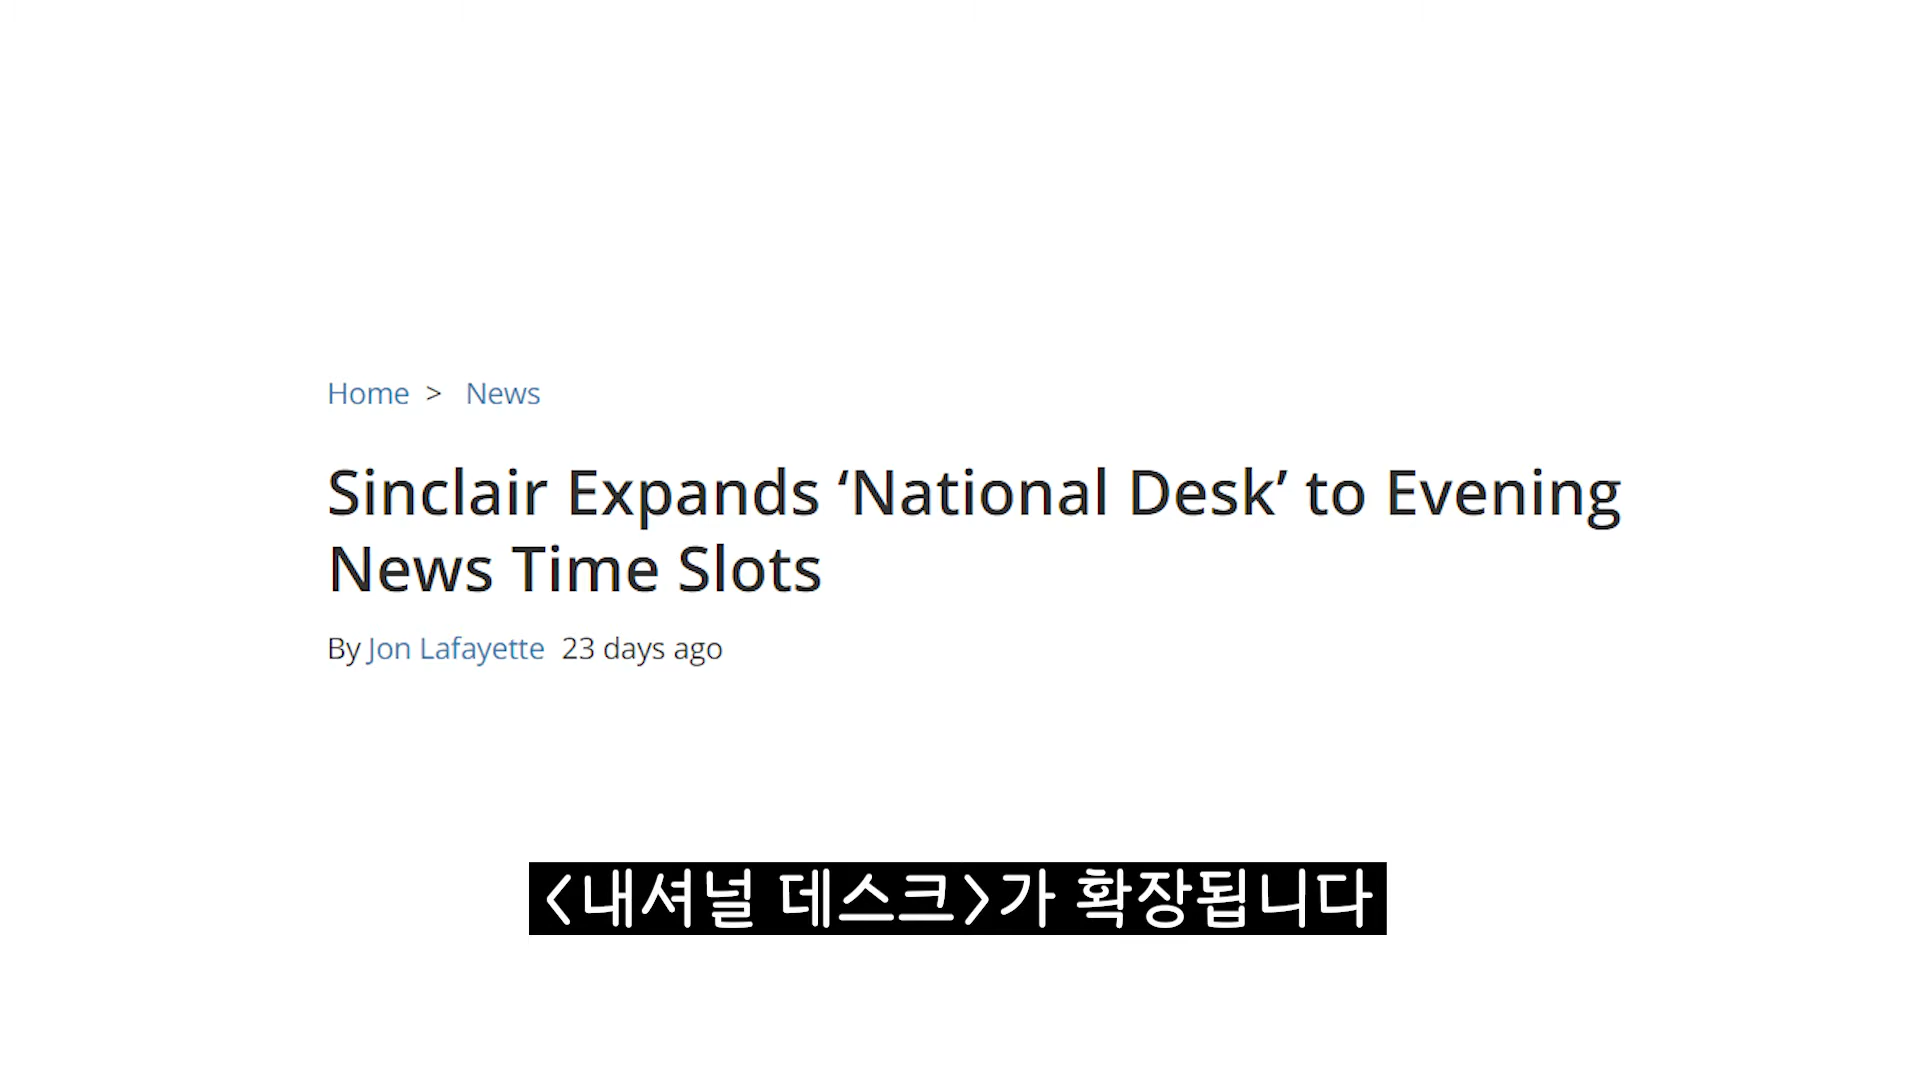 Home > News
Sinclair Expands ‘National Desk’ to Evening
News Time Slots
By Jon Lafayette 23 days ago
<내셔널 데스크>가 확장됩니다